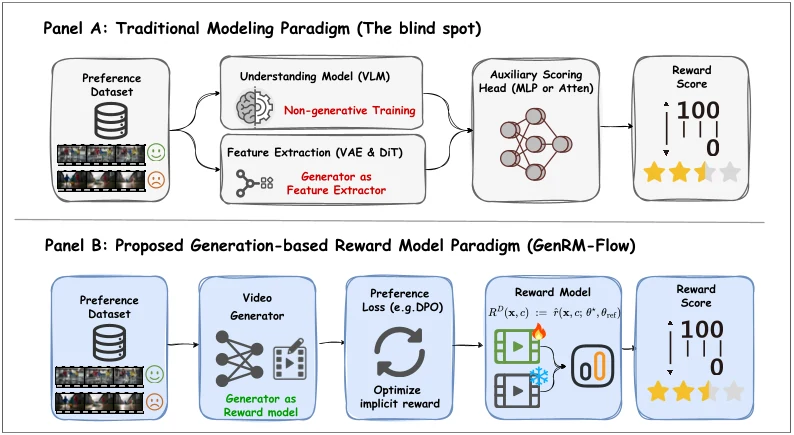 Panel A: Traditional Modeling Paradigm (The blind spot)
Preference
Dataset
Understanding Model (VLM)
Non-generative Training
Feature Extraction (VAE & DiT)
Generator as
Feature Extractor
Auxiliary Scoring
Head (MLP or Atten)
Reward
Score
100
0
Panel B: Proposed Generation-based Reward Model Paradigm (GenRM-Flow)
Preference
Dataset
Video
Generator
Generator as
Reward model
Preference
Loss (e.g.DPO)
Optimize
implicit reward
Reward Model
R^D(x, c) := r̂(x, c; θ*, θ_ref)
Reward
Score
100
0